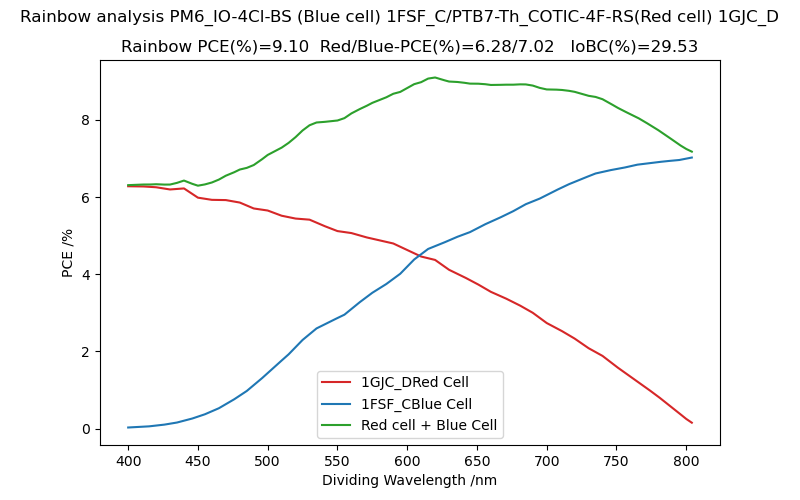 Rainbow analysis PM6_IO-4Cl-BS (Blue cell) 1FSF_C/PTB7-Th_COTIC-4F-RS(Red cell) 1GJC_D
Rainbow PCE(%)=9.10  Red/Blue-PCE(%)=6.28/7.02   IoBC(%)=29.53
PCE /%
8
6
4
2
0
1GJC_DRed Cell
1FSF_CBlue Cell
Red cell + Blue Cell
400 450 500 550 600 650 700 750 800
Dividing Wavelength /nm